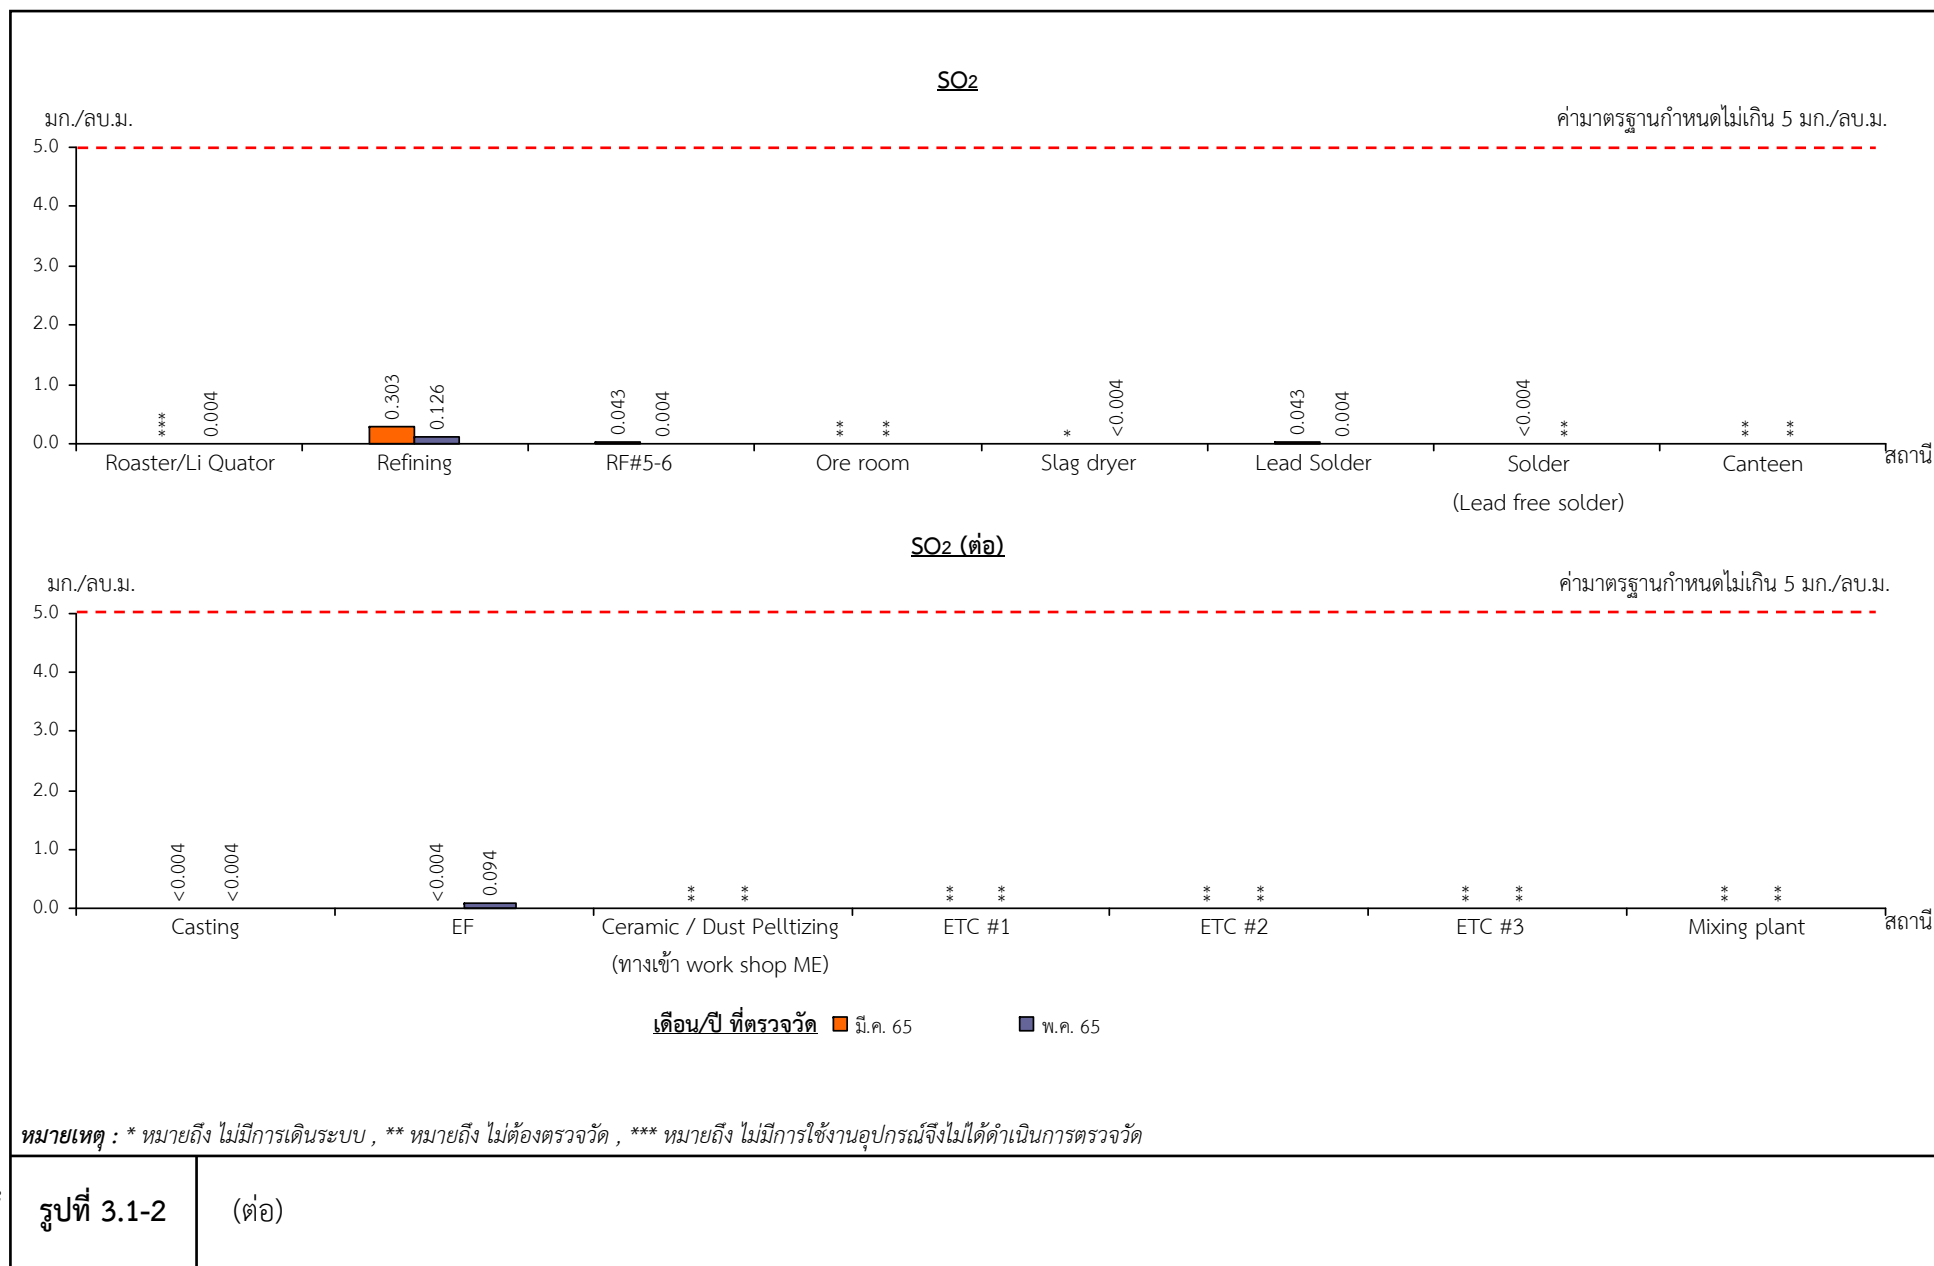 SO2
มก./ลบ.ม.
ค่ามาตรฐานกำหนดไม่เกิน 5 มก./ลบ.ม.
5.0
4.0
3.0
2.0
1.0
0.0
*** 0.004 0.303 0.126 0.043 0.004 ** ** * <0.004 0.043 0.004 <0.004 ** ** **
Roaster/Li Quator Refining RF#5-6 Ore room Slag dryer Lead Solder Solder Canteen สถานี
(Lead free solder)
SO2 (ต่อ)
มก./ลบ.ม.
ค่ามาตรฐานกำหนดไม่เกิน 5 มก./ลบ.ม.
5.0
4.0
3.0
2.0
1.0
0.0
<0.004 <0.004 <0.004 0.094 ** ** ** ** ** ** ** ** ** **
Casting EF Ceramic / Dust Pelltizing ETC #1 ETC #2 ETC #3 Mixing plant สถานี
(ทางเข้า work shop ME)
เดือน/ปี ที่ตรวจวัด มี.ค. 65 พ.ค. 65
หมายเหตุ : * หมายถึง ไม่มีการเดินระบบ , ** หมายถึง ไม่ต้องตรวจวัด , *** หมายถึง ไม่มีการใช้งานอุปกรณ์จึงไม่ได้ดำเนินการตรวจวัด
รูปที่ 3.1-2 (ต่อ)